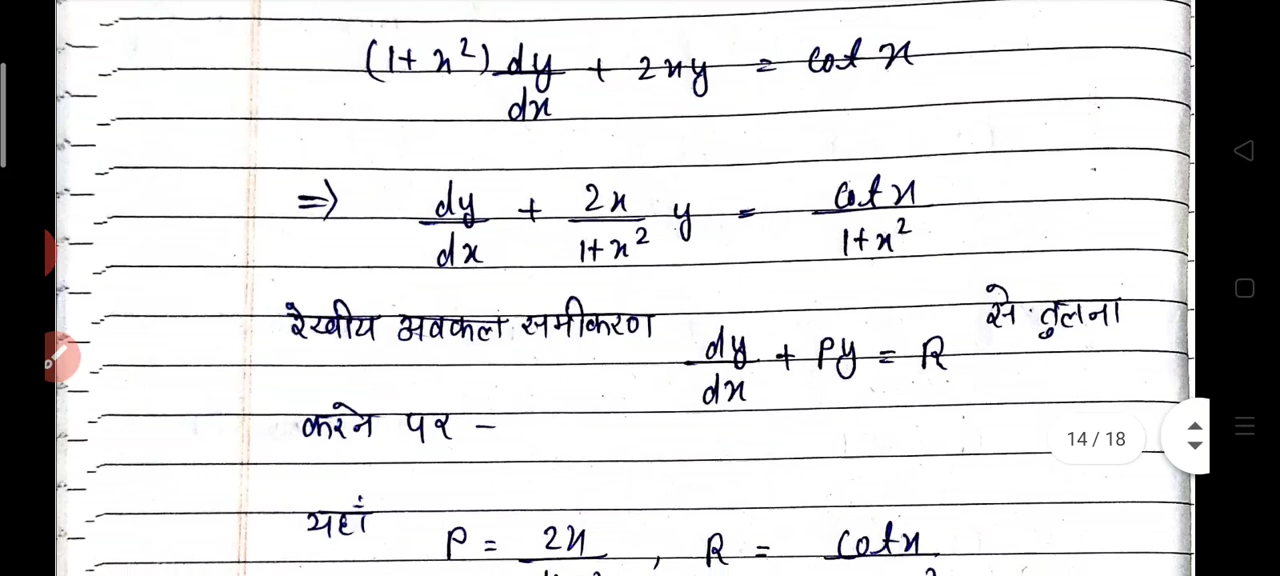 (1+x²) dy/dx + 2xy = cot x
=> dy/dx + 2x/1+x² y = cot x/1+x²
रेखीय अवकल समीकरण dy/dx + Py = R से तुलना
करने पर -
14 / 18
यहां P = 2x , R = cotx